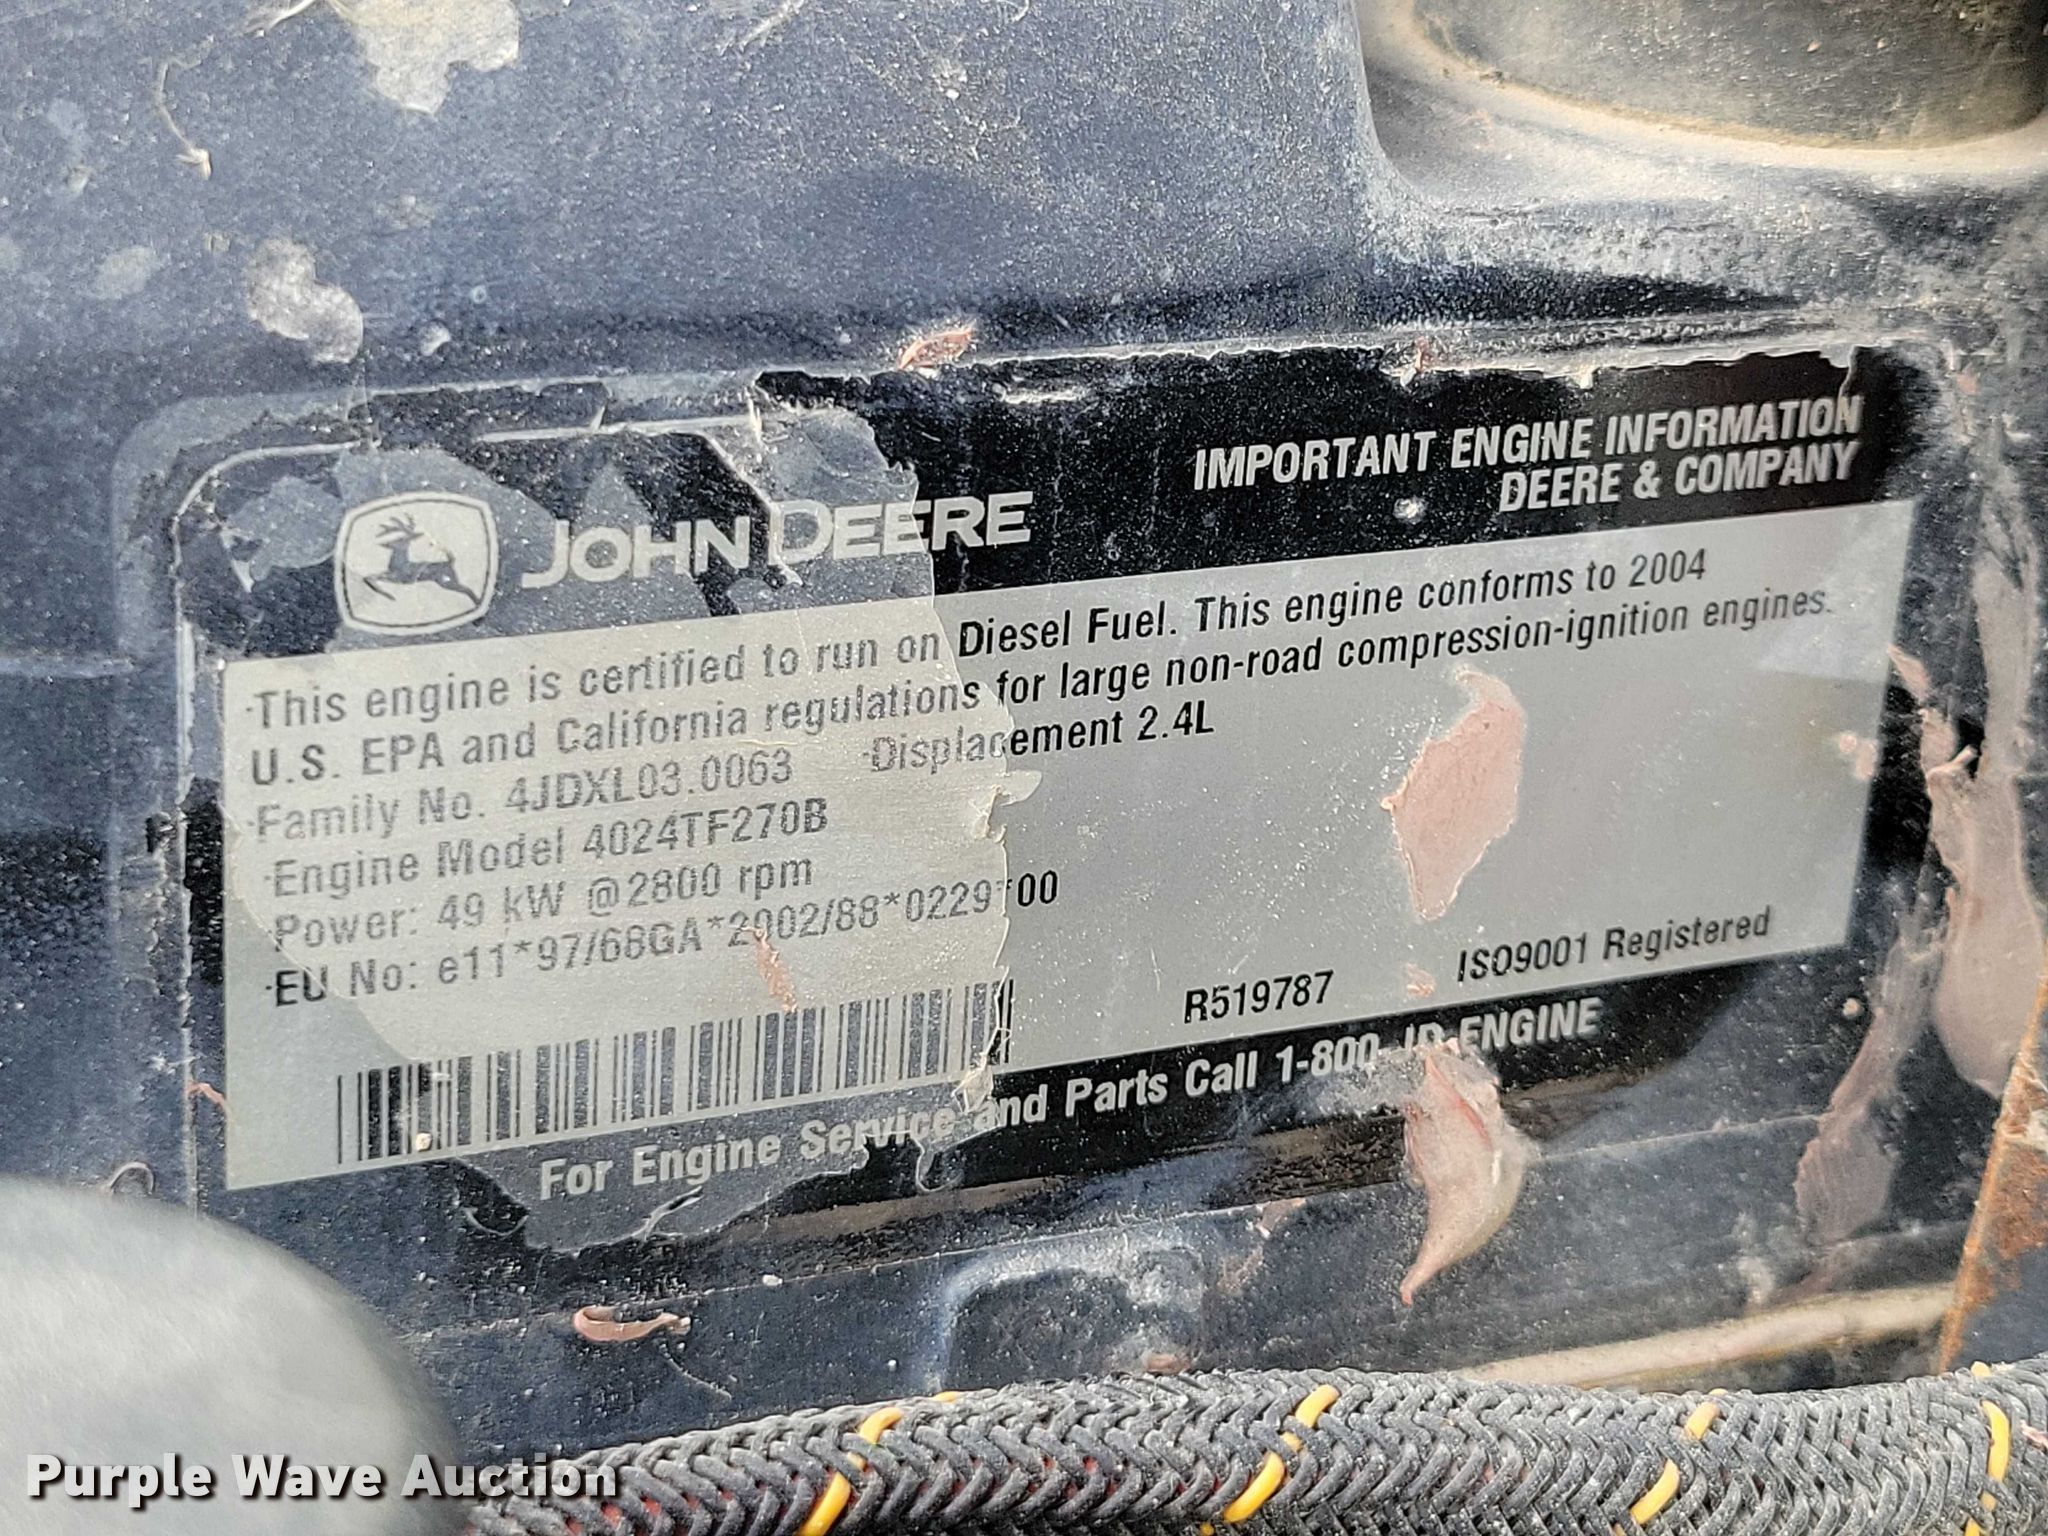 IMPORTANT ENGINE INFORMATION
DEERE & COMPANY
JOHN DEERE
·This engine is certified to run on Diesel Fuel. This engine conforms to 2004
U.S. EPA and California regulations for large non-road compression-ignition engines.
·Family No. 4JDXL03.0063 ·Displacement 2.4L
·Engine Model 4024TF270B
Power: 49 kW @2800 rpm
·EU No: e11*97/68GA*2002/88*0229*00
R519787 ISO9001 Registered
For Engine Service and Parts Call 1-800-JD-ENGINE
Purple Wave Auction